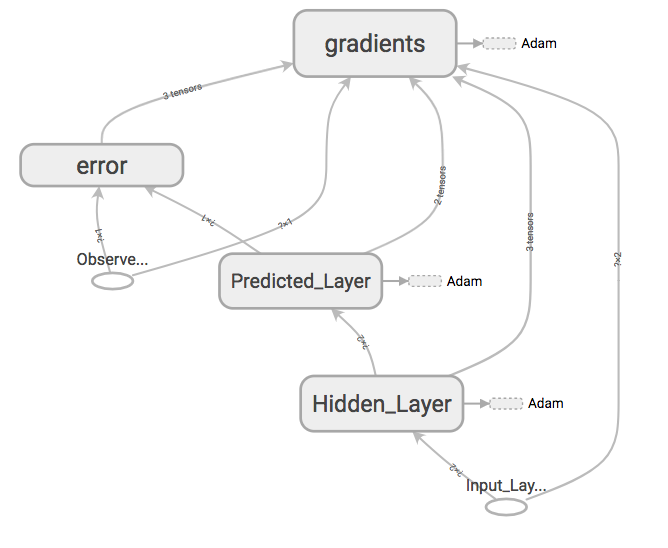 gradients
Adam
3 tensors
error
?×1
?×1
?×1
2 tensors
3 tensors
?×2
Observe...
Predicted_Layer
Adam
?×2
Hidden_Layer
Adam
?×2
Input_Lay...